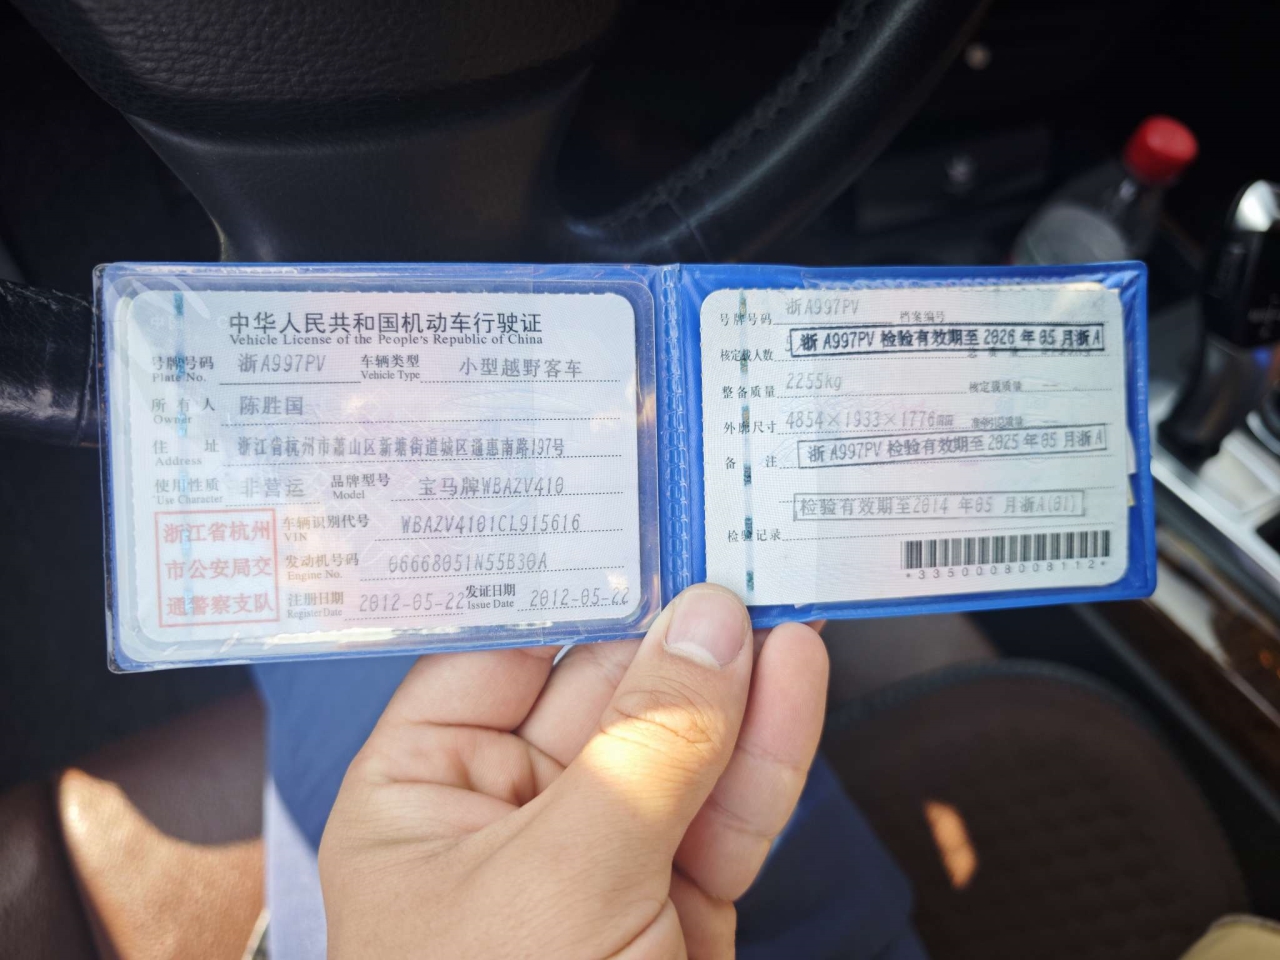 中华人民共和国机动车行驶证
Vehicle License of the People's Republic of China
号牌号码 浙A997PV 车辆类型 小型越野客车
Plate No. Vehicle Type
所有人 陈胜国
Owner
住址 浙江省杭州市萧山区新塘街道城区通惠南路197号
Address
使用性质 非营运 品牌型号 宝马牌WBAZV410
Use Character Model
浙江省杭州
市公安局交
通警察支队
车辆识别代号 WBAZV4101CL915616
VIN
发动机号码 06668051N55B30A
Engine No.
注册日期 2012-05-22 发证日期 2012-05-22
Register Date Issue Date
号牌号码 浙A997PV 档案编号
浙A997PV 检验有效期至2026年05月浙A
核定载人数
整备质量 2255kg 核定载质量
外廓尺寸 4854×1933×1776
浙A997PV 检验有效期至2025年05月浙A
备注
检验有效期至2014年05月浙A(01)
检验记录
*3350008008112*